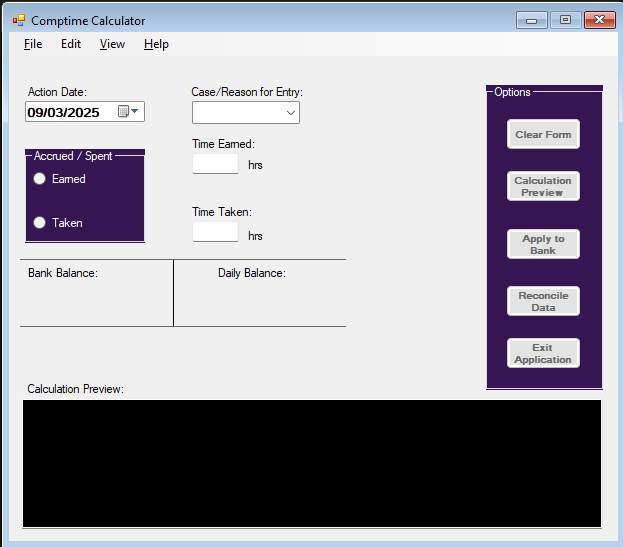 Comptime Calculator
File Edit View Help
Action Date:
09/03/2025
Case/Reason for Entry:
Accrued / Spent
Earned
Taken
Time Earned:
hrs
Time Taken:
hrs
Bank Balance:
Daily Balance:
Options
Clear Form
Calculation
Preview
Apply to
Bank
Reconcile
Data
Exit
Application
Calculation Preview: